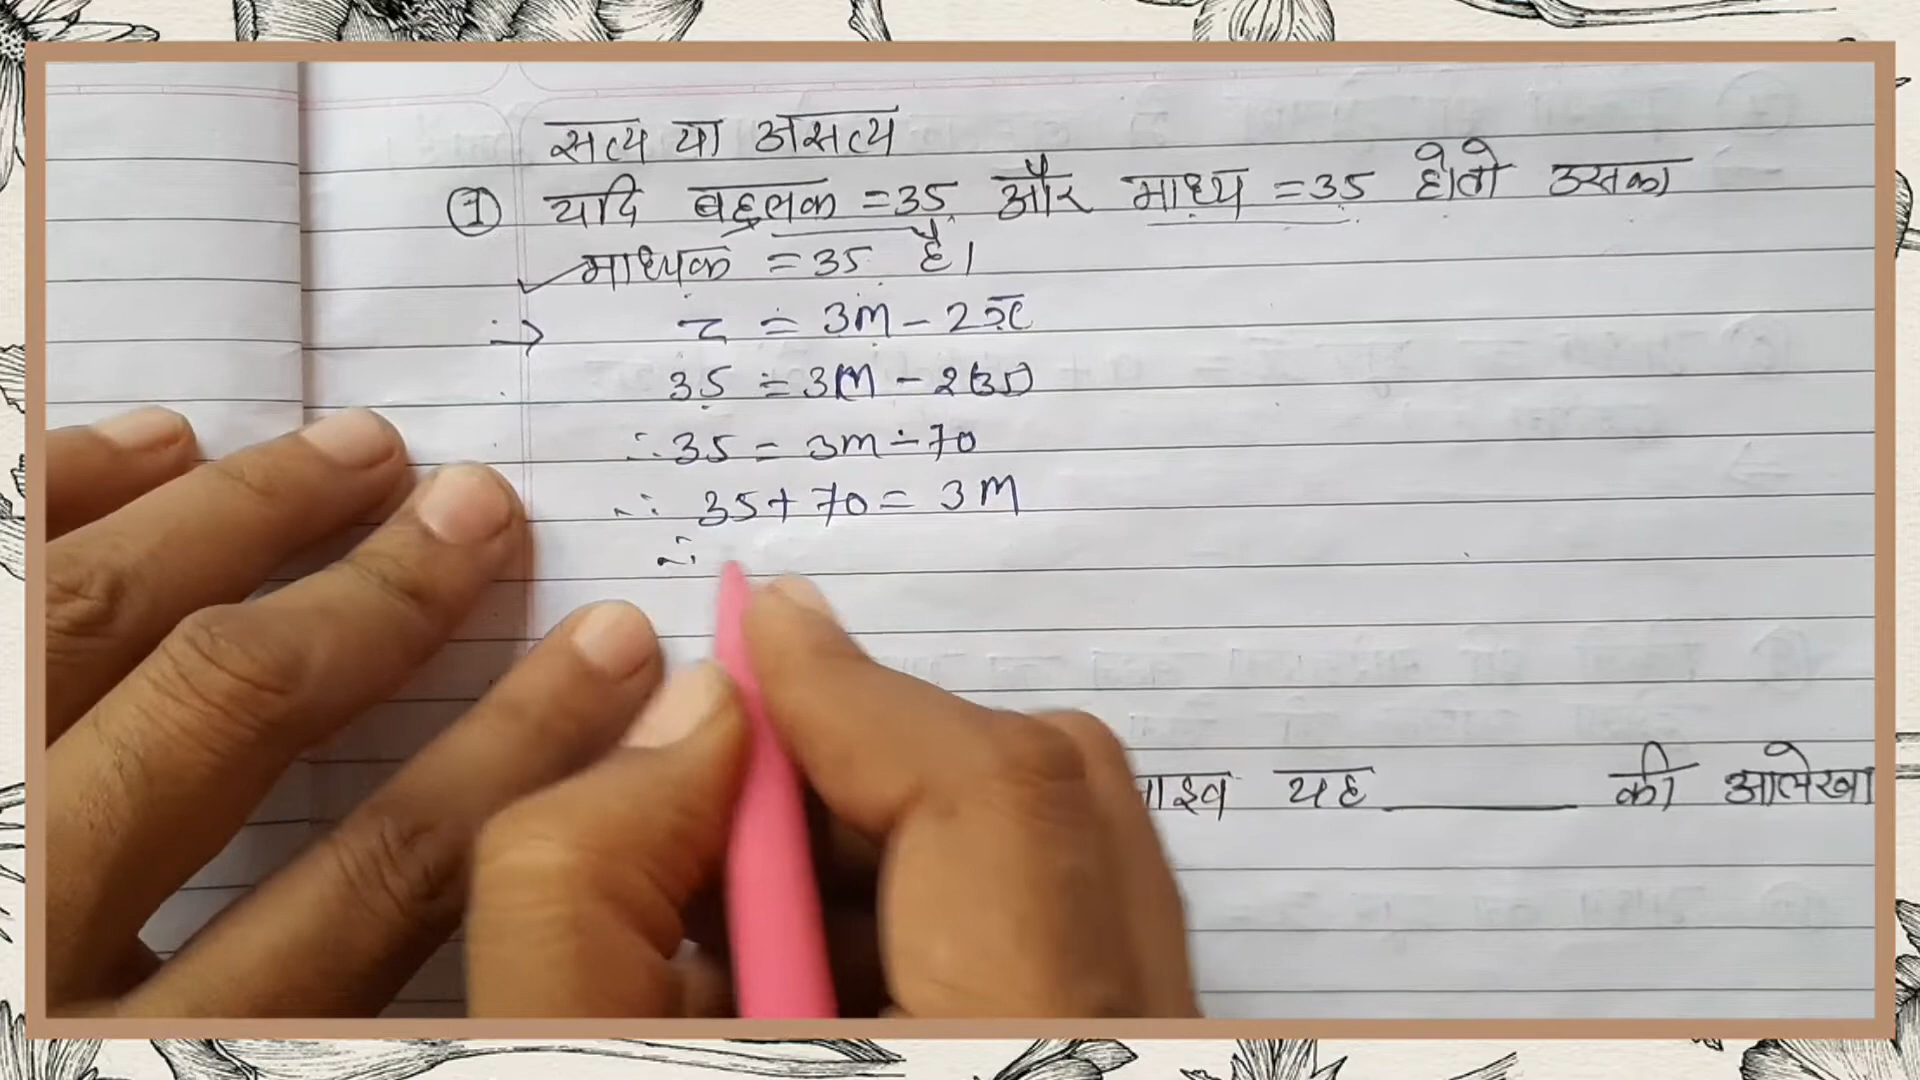 सत्य या असत्य
① यदि बहुलक = 35 और माध्य = 35 हो तो उसका
माध्यक = 35 है।
→ z = 3M - 2x̄
35 = 3M - 2(35)
∴ 35 = 3M - 70
∴ 35 + 70 = 3M
∴
यह ______ की आलेखा